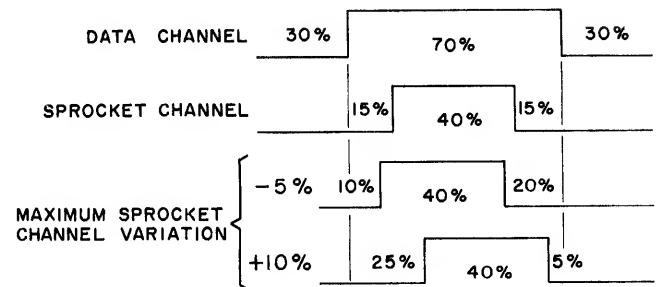 DATA CHANNEL 30% 70% 30%
SPROCKET CHANNEL 15% 40% 15%
MAXIMUM SPROCKET
CHANNEL VARIATION
-5% 10% 40% 20%
+10% 25% 40% 5%